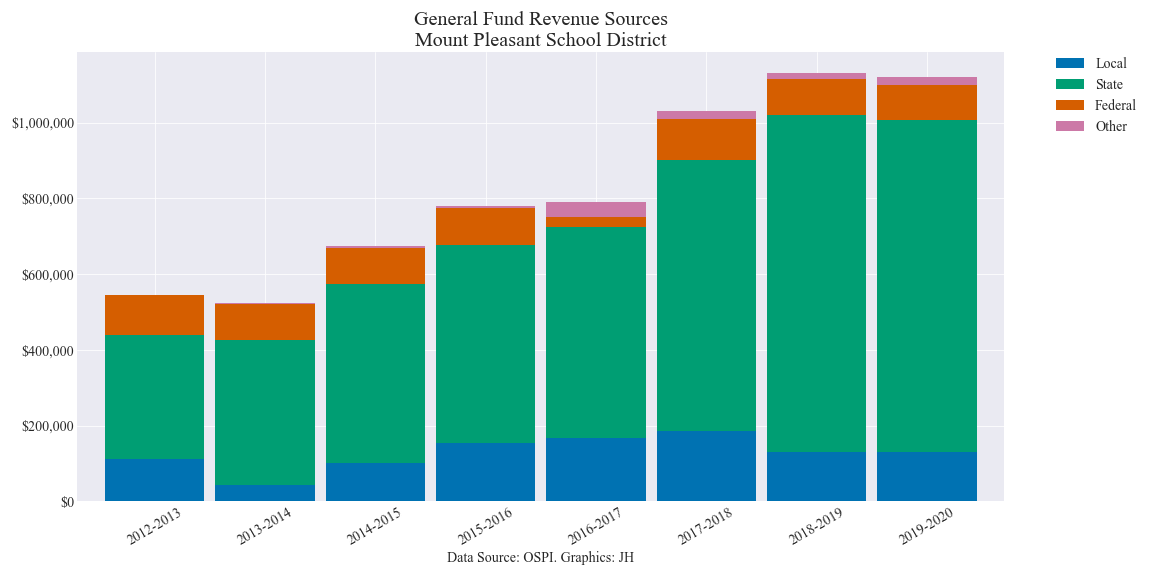 General Fund Revenue Sources
Mount Pleasant School District
Local
State
Federal
Other
$1,000,000
$800,000
$600,000
$400,000
$200,000
$0
2012-2013
2013-2014
2014-2015
2015-2016
2016-2017
2017-2018
2018-2019
2019-2020
Data Source: OSPI. Graphics: JH